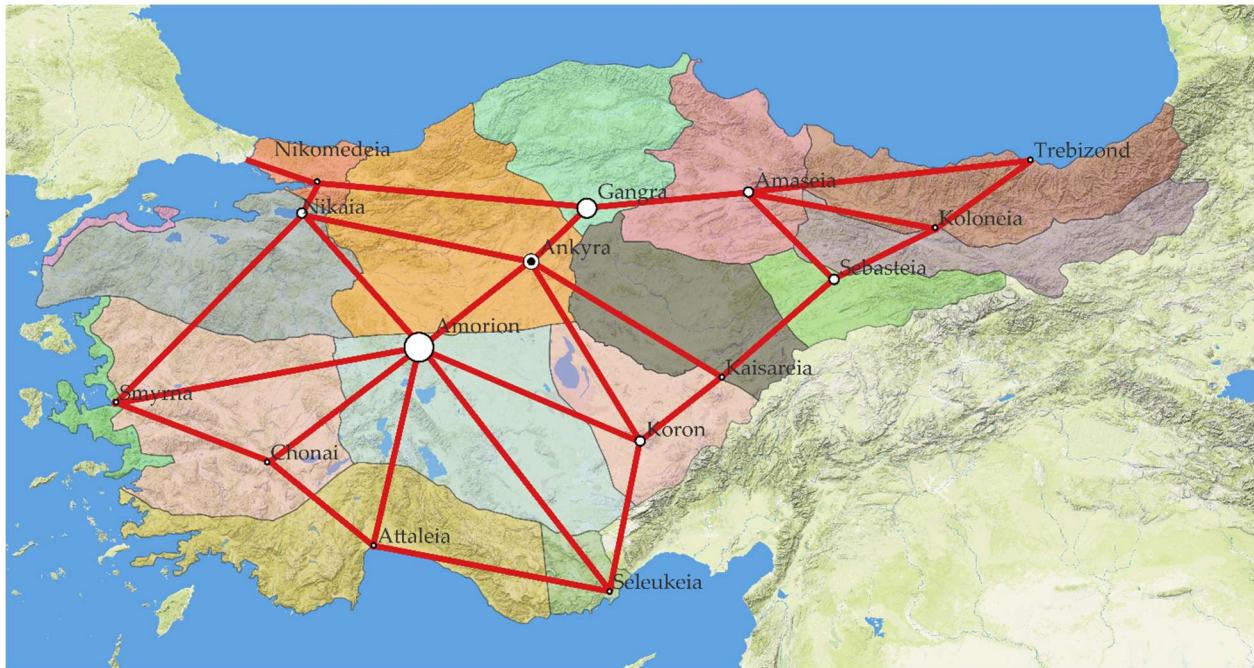 Nikomedeia
Trebizond
Gangra
Amaseia
Nikaia
Koloneia
Ankyra
Sebasteia
Amorion
Kaisareia
Smyrna
Koron
Chonai
Attaleia
Seleukeia